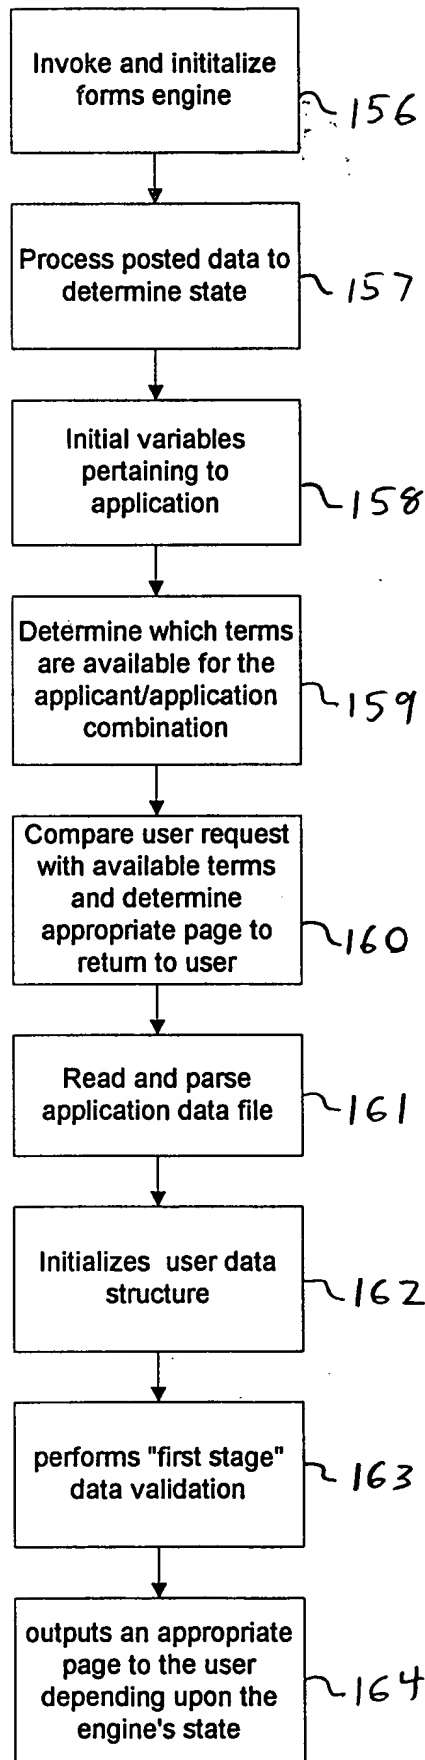 Invoke and inititalize
forms engine
156
Process posted data to
determine state
157
Initial variables
pertaining to
application
158
Determine which terms
are available for the
applicant/application
combination
159
Compare user request
with available terms
and determine
appropriate page to
return to user
160
Read and parse
application data file
161
Initializes user data
structure
162
performs "first stage"
data validation
163
outputs an appropriate
page to the user
depending upon the
engine's state
164